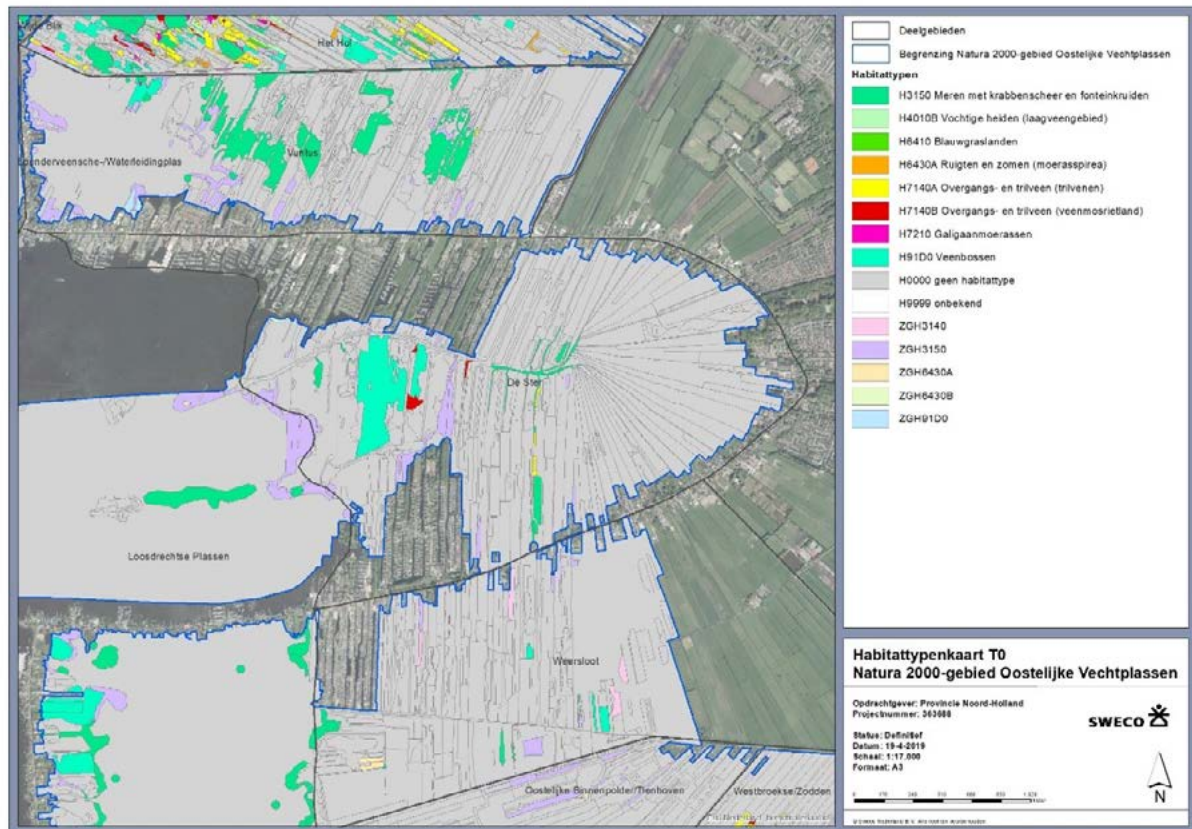 Het Hol
Vuntus
De Ster
Loosdrechtse Plassen
Weersloot
Oostelijke Binnenpolder/Tienhoven
Westbroekse/Zodden
Deelgebieden
Begrenzing Natura 2000-gebied Oostelijke Vechtplassen
Habitattypen
H3150 Meren met krabbenscheer en fonteinkruiden
H4010B Vochtige heiden (laagveengebied)
H6410 Blauwgraslanden
H6430A Ruigten en zomen (moerasspirea)
H7140A Overgangs- en trilveen (trilvenen)
H7140B Overgangs- en trilveen (veenmosrietland)
H7210 Galigaanmoerassen
H91D0 Veenbossen
H0000 geen habitattype
H9999 onbekend
ZGH3140
ZGH3150
ZGH6430A
ZGH6430B
ZGH91D0
Habitattypenkaart T0
Natura 2000-gebied Oostelijke Vechtplassen
Opdrachtgever: Provincie Noord-Holland
Projectnummer: 363688
SWECO
Status: Definitief
Datum: 19-4-2019
Schaal: 1:17.000
Formaat: A3
N